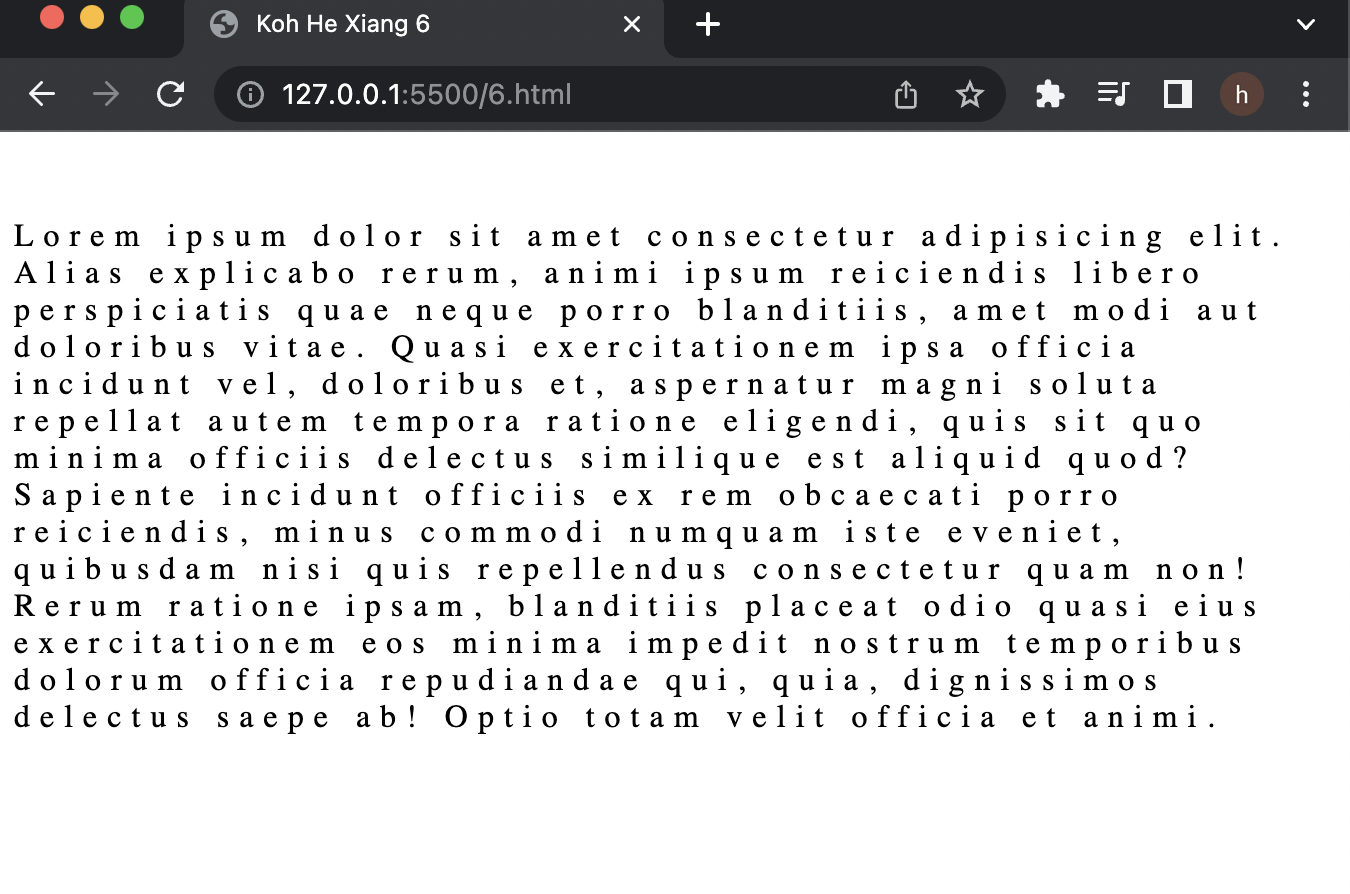 Koh He Xiang 6
127.0.0.1:5500/6.html
h
Lorem ipsum dolor sit amet consectetur adipisicing elit.
Alias explicabo rerum, animi ipsum reiciendis libero
perspiciatis quae neque porro blanditiis, amet modi aut
doloribus vitae. Quasi exercitationem ipsa officia
incidunt vel, doloribus et, aspernatur magni soluta
repellat autem tempora ratione eligendi, quis sit quo
minima officiis delectus similique est aliquid quod?
Sapiente incidunt officiis ex rem obcaecati porro
reiciendis, minus commodi numquam iste eveniet,
quibusdam nisi quis repellendus consectetur quam non!
Rerum ratione ipsam, blanditiis placeat odio quasi eius
exercitationem eos minima impedit nostrum temporibus
dolorum officia repudiandae qui, quia, dignissimos
delectus saepe ab! Optio totam velit officia et animi.